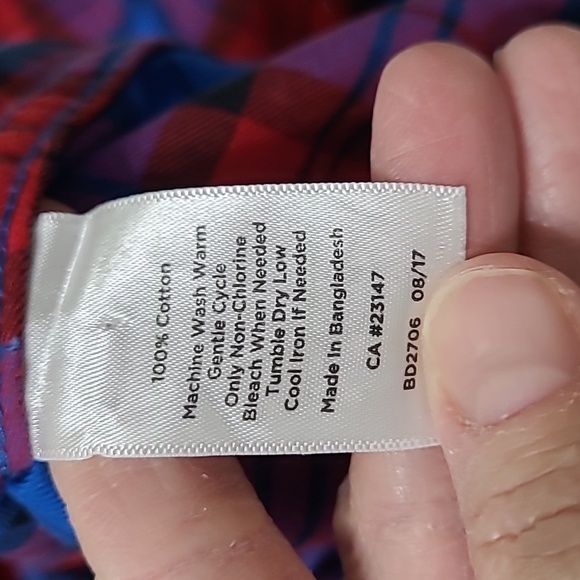 100% Cotton
Machine Wash Warm
Gentle Cycle
Only Non-Chlorine
Bleach When Needed
Tumble Dry Low
Cool Iron If Needed
Made In Bangladesh
CA #23147
BD2706 08/17